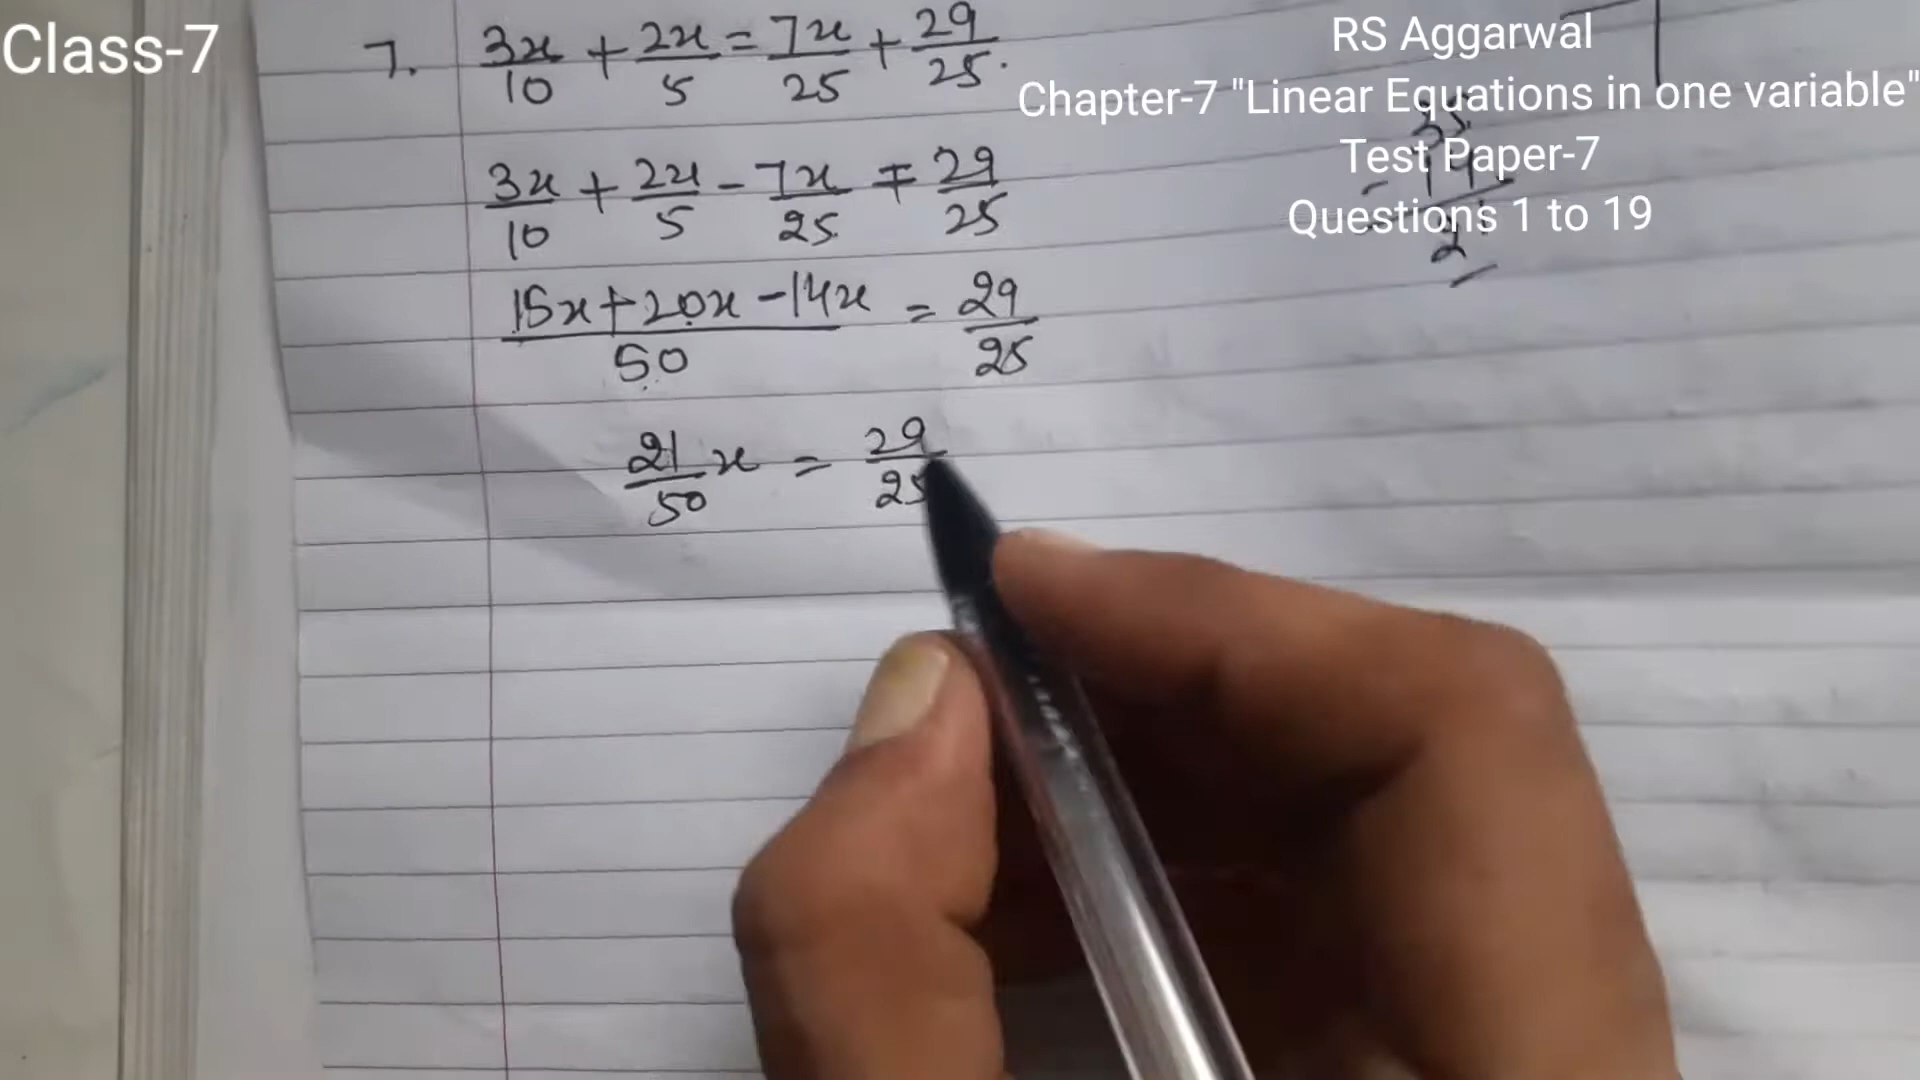 Class-7
RS Aggarwal
Chapter-7 "Linear Equations in one variable"
Test Paper-7
Questions 1 to 19
7. 3x/10 + 2x/5 = 7x/25 + 29/25.
3x/10 + 2x/5 - 7x/25 = 29/25
15x+20x-14x/50 = 29/25
21/50 x = 29/25
35